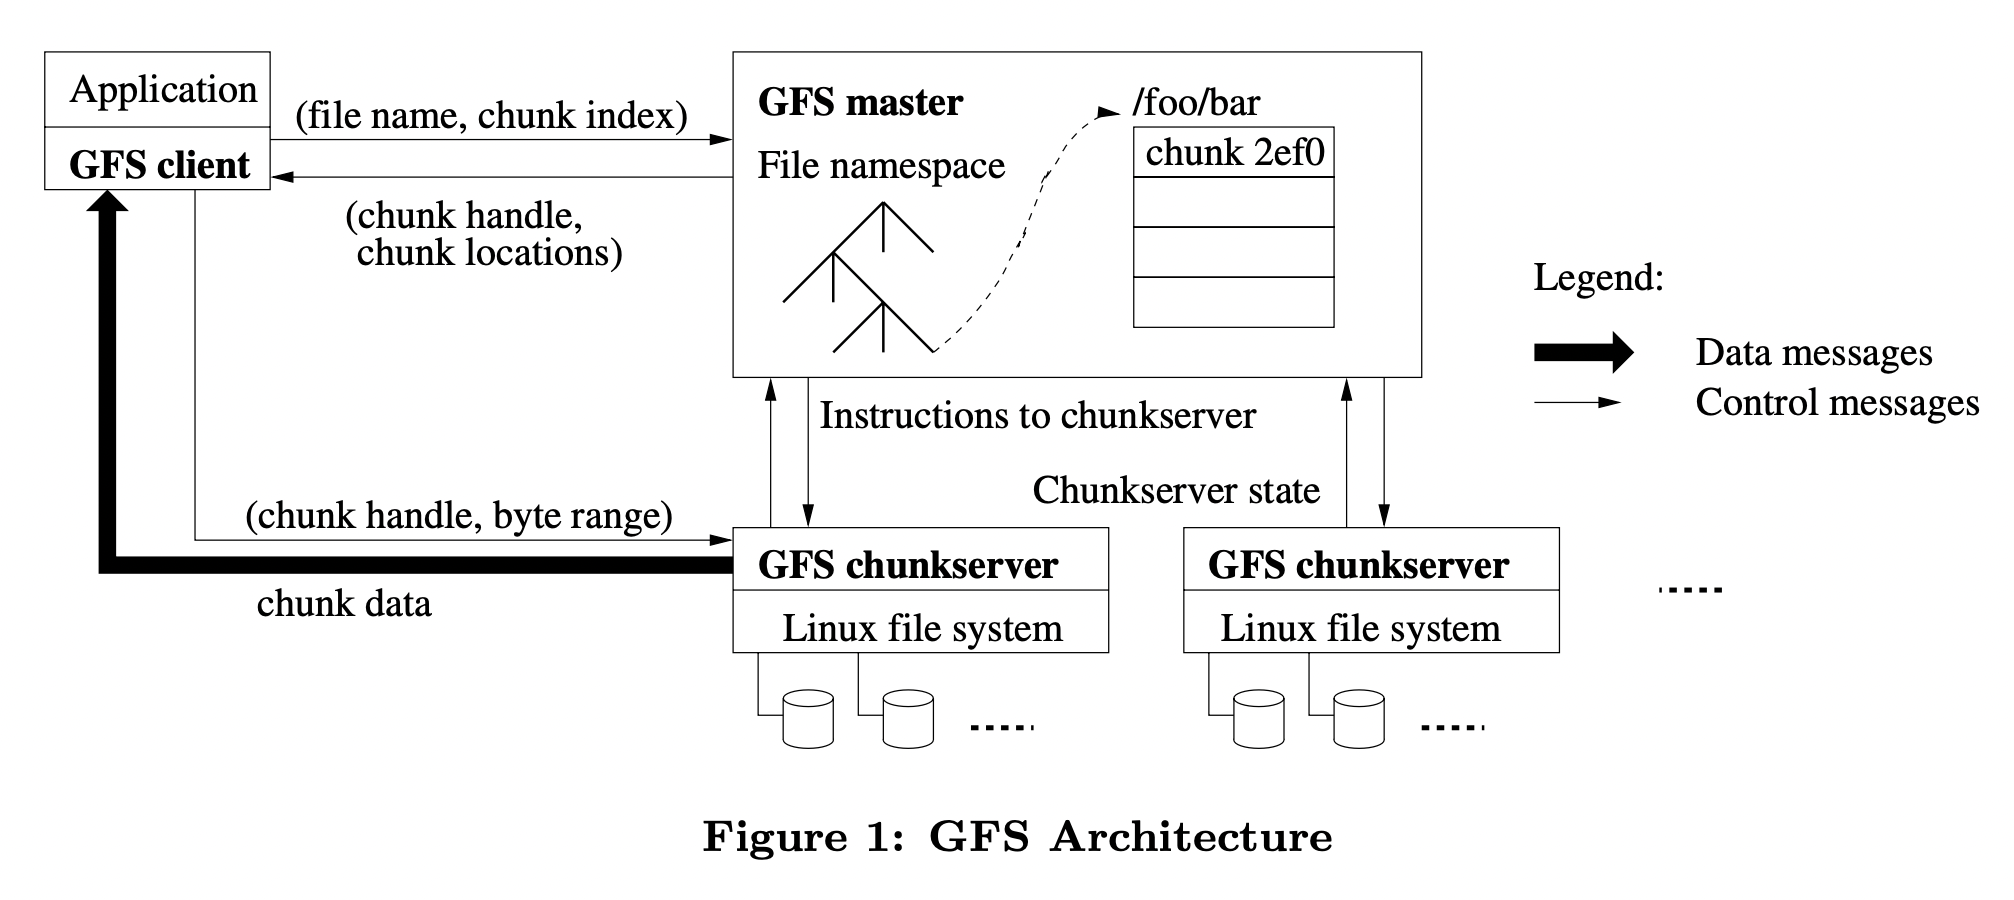 Application
GFS client
(file name, chunk index)
(chunk handle,
chunk locations)
GFS master
File namespace
/foo/bar
chunk 2ef0
Legend:
Data messages
Control messages
Instructions to chunkserver
Chunkserver state
(chunk handle, byte range)
chunk data
GFS chunkserver
Linux file system
GFS chunkserver
Linux file system
Figure 1: GFS Architecture